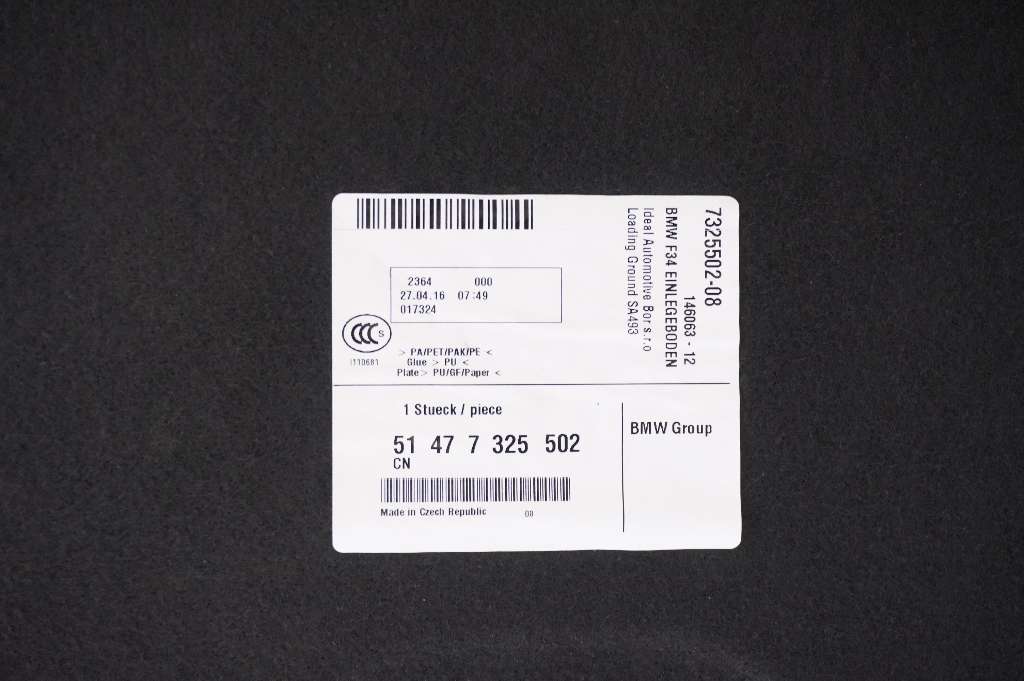 2364 000
27.04.16 07:49
017324
CCC S
I110681
> PA/PET/PAK/PE <
Glue > PU <
Plate > PU/GF/Paper <
7325502-08
146063 - 12
BMW F34 EINLEGEBODEN
Ideal Automotive Bor s.r.o
Loading Ground SA493
1 Stueck / piece
51 47 7 325 502
CN
Made in Czech Republic 08
BMW Group